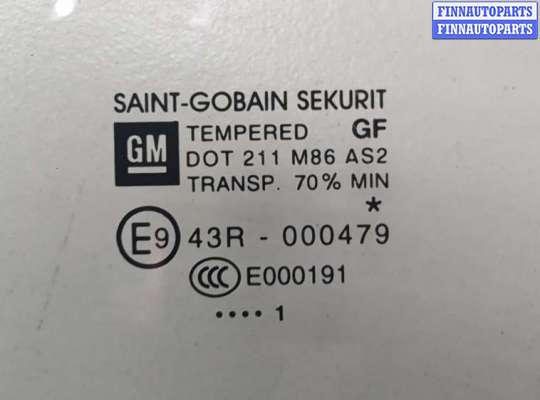 FINNAUTOPARTS
FINNAUTOPARTS
FINNAUTOPARTS
SAINT-GOBAIN SEKURIT
GM TEMPERED GF
DOT 211 M86 AS2
TRANSP. 70% MIN
*
E9 43R - 000479
CCC E000191
•••• 1